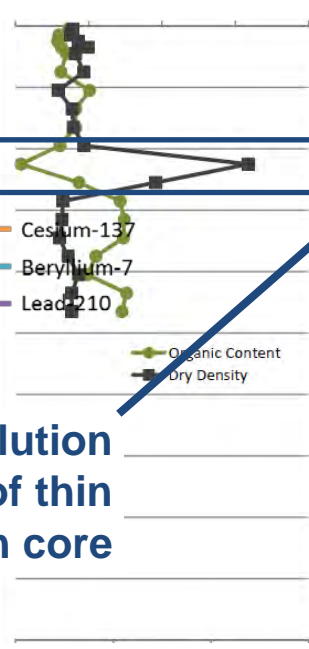 Cesium-137
Beryllium-7
Lead-210
Organic Content
Dry Density
lution
of thin
core